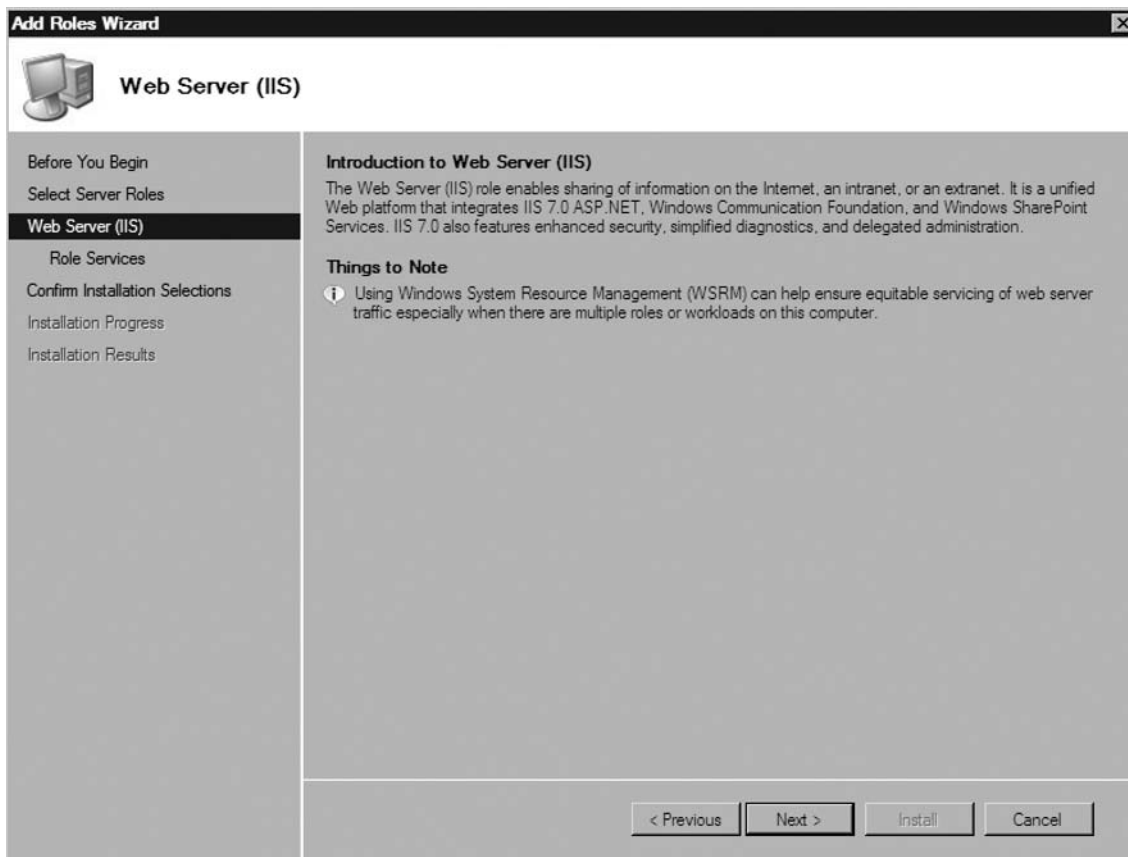 Add Roles Wizard
Web Server (IIS)
Before You Begin
Select Server Roles
Web Server (IIS)
Role Services
Confirm Installation Selections
Installation Progress
Installation Results
Introduction to Web Server (IIS)
The Web Server (IIS) role enables sharing of information on the Internet, an intranet, or an extranet. It is a unified
Web platform that integrates IIS 7.0 ASP.NET, Windows Communication Foundation, and Windows SharePoint
Services. IIS 7.0 also features enhanced security, simplified diagnostics, and delegated administration.
Things to Note
Using Windows System Resource Management (WSRM) can help ensure equitable servicing of web server
traffic especially when there are multiple roles or workloads on this computer.
< Previous
Next >
Install
Cancel